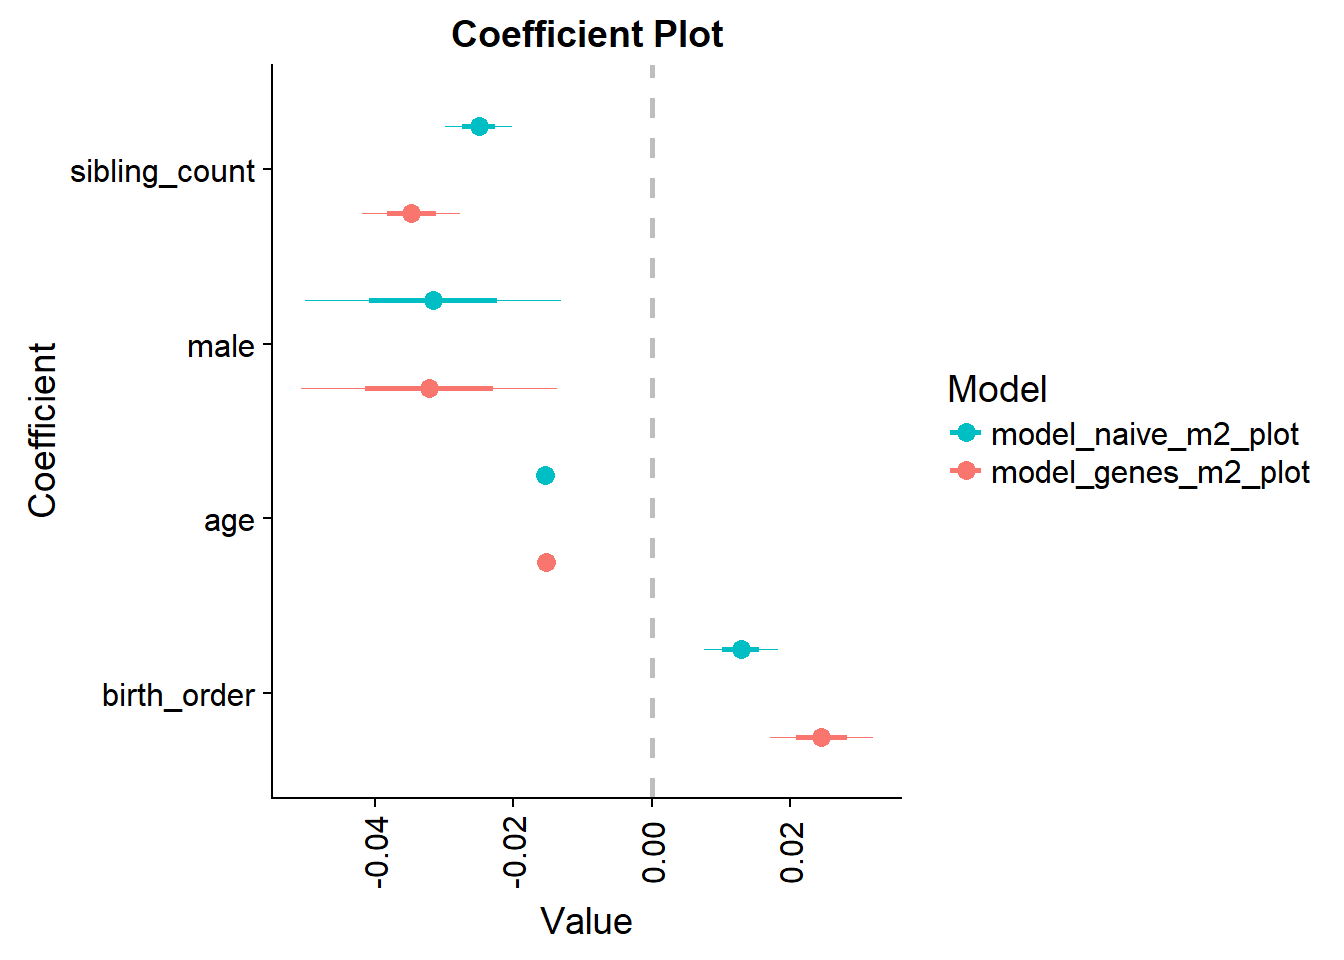 Coefficient Plot
Coefficient
sibling_count
male
age
birth_order
-0.04
-0.02
0.00
0.02
Value
Model
model_naive_m2_plot
model_genes_m2_plot